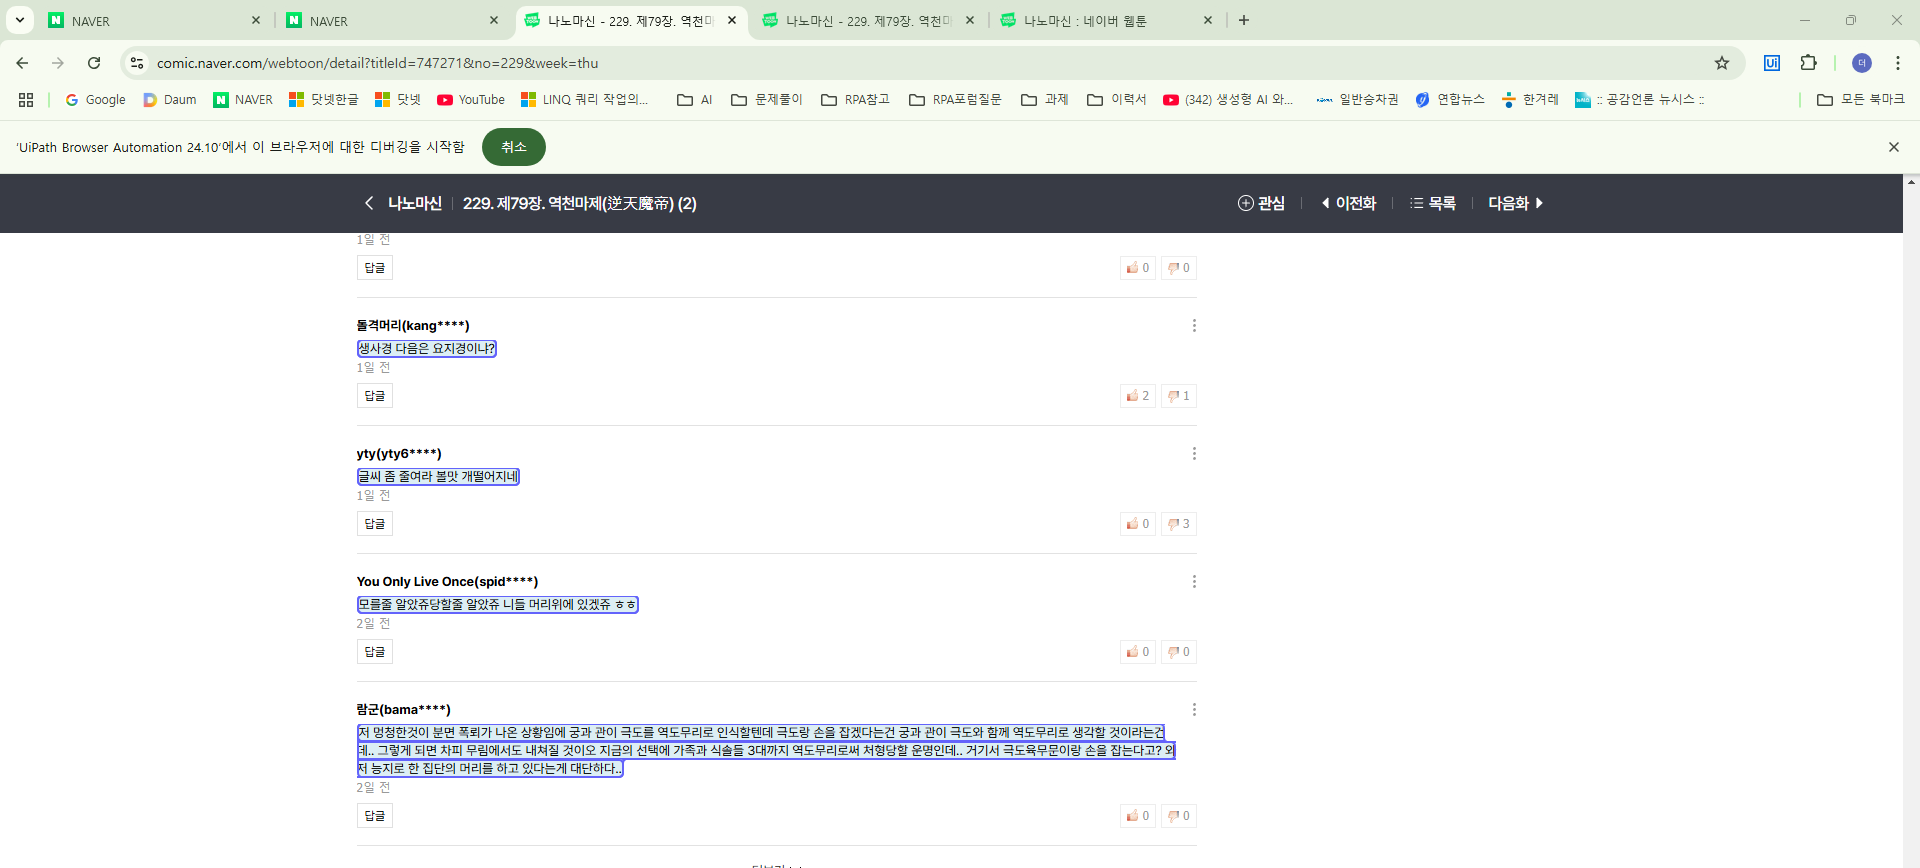 NAVER
NAVER
나노마신 - 229. 제79장. 역천마
나노마신 - 229. 제79장. 역천마
나노마신 : 네이버 웹툰
comic.naver.com/webtoon/detail?titleId=747271&no=229&week=thu
Ui
더
Google
Daum
NAVER
닷넷한글
닷넷
YouTube
LINQ 쿼리 작업의...
AI
문제풀이
RPA참고
RPA포럼질문
과제
이력서
(342) 생성형 AI 와...
일반승차권
연합뉴스
한겨레
:: 공감언론 뉴시스 ::
모든 북마크
'UiPath Browser Automation 24.10'에서 이 브라우저에 대한 디버깅을 시작함
취소
나노마신
229. 제79장. 역천마제(逆天魔帝) (2)
관심
이전화
목록
다음화
1일 전
답글
0
0
돌격머리(kang****)
생사경 다음은 요지경이냐?
1일 전
답글
2
1
yty(yty6****)
글씨 좀 줄여라 볼맛 개떨어지네
1일 전
답글
0
3
You Only Live Once(spid****)
모를줄 알았쥬당할줄 알았쥬 니들 머리위에 있겠쥬 ㅎㅎ
2일 전
답글
0
0
람군(bama****)
저 멍청한것이 분면 폭뢰가 나온 상황임에 궁과 관이 극도를 역도무리로 인식할텐데 극도랑 손을 잡겠다는건 궁과 관이 극도와 함께 역도무리로 생각할 것이라는건
데.. 그렇게 되면 차피 무림에서도 내쳐질 것이오 지금의 선택에 가족과 식솔들 3대까지 역도무리로써 처형당할 운명인데.. 거기서 극도육무문이랑 손을 잡는다고? 와
저 능지로 한 집단의 머리를 하고 있다는게 대단하다..
2일 전
답글
0
0